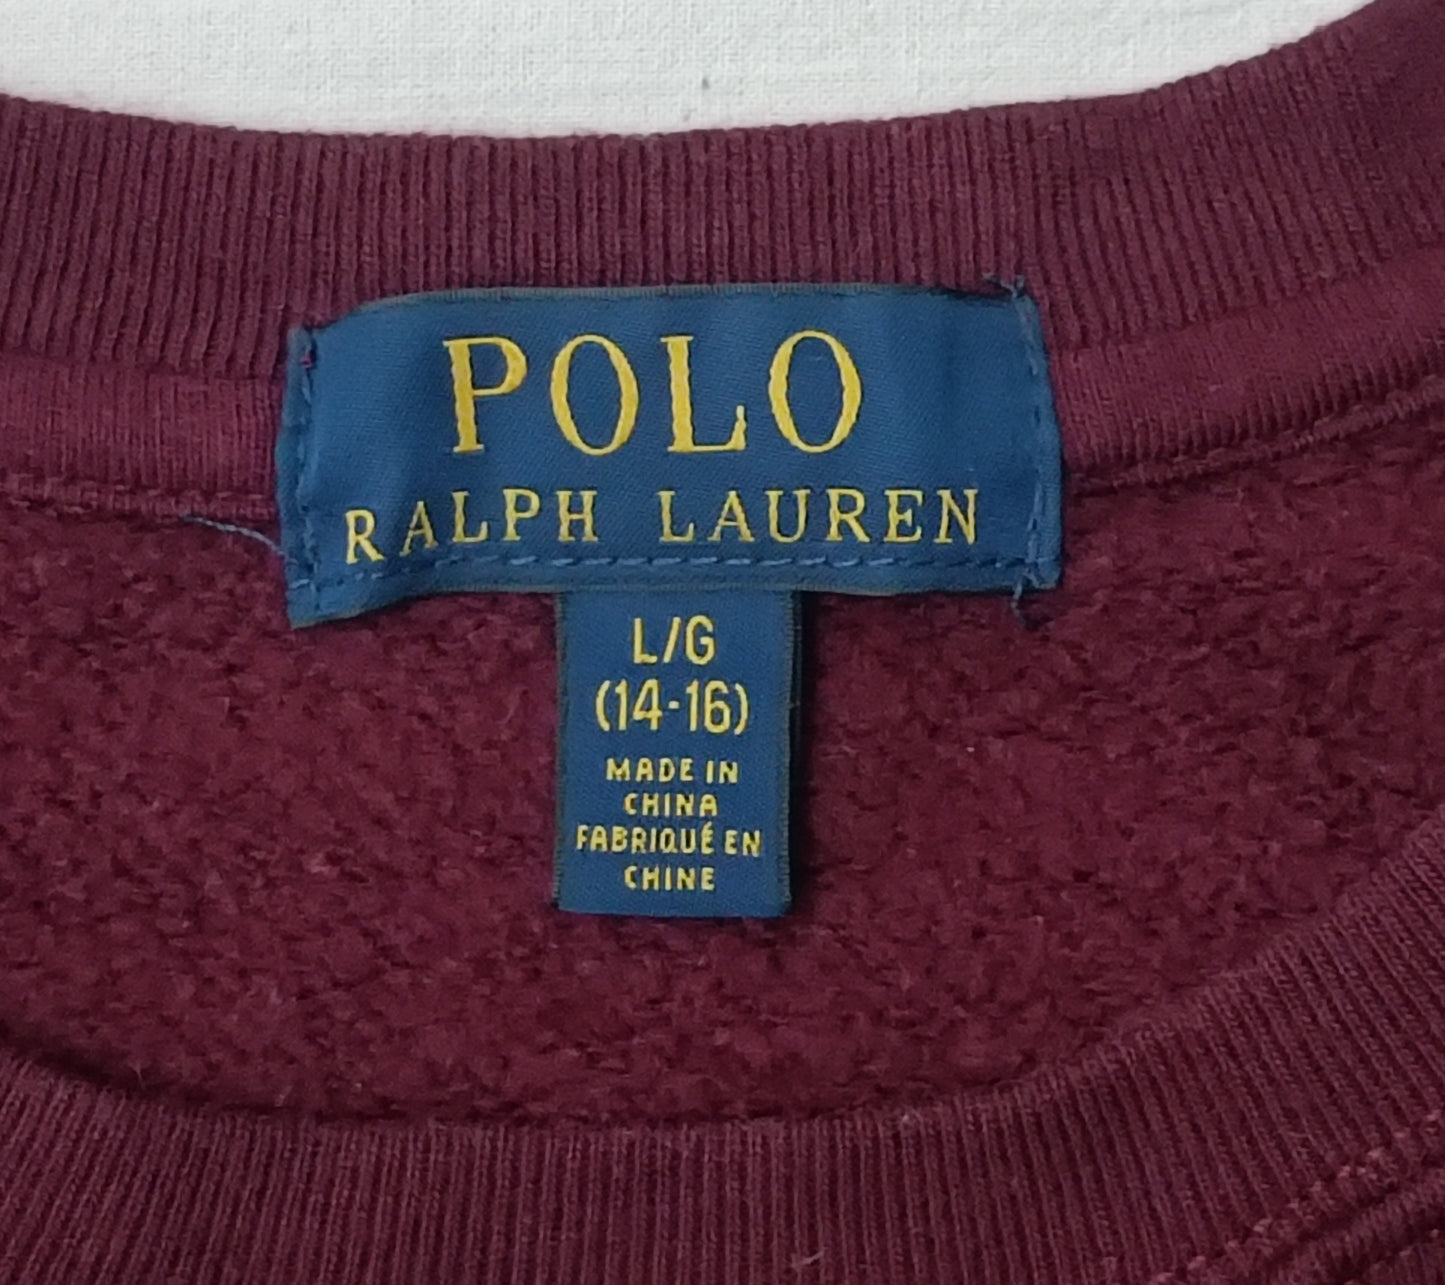 POLO
RALPH LAUREN
L/G
(14-16)
MADE IN
CHINA
FABRIQUÉ EN
CHINE